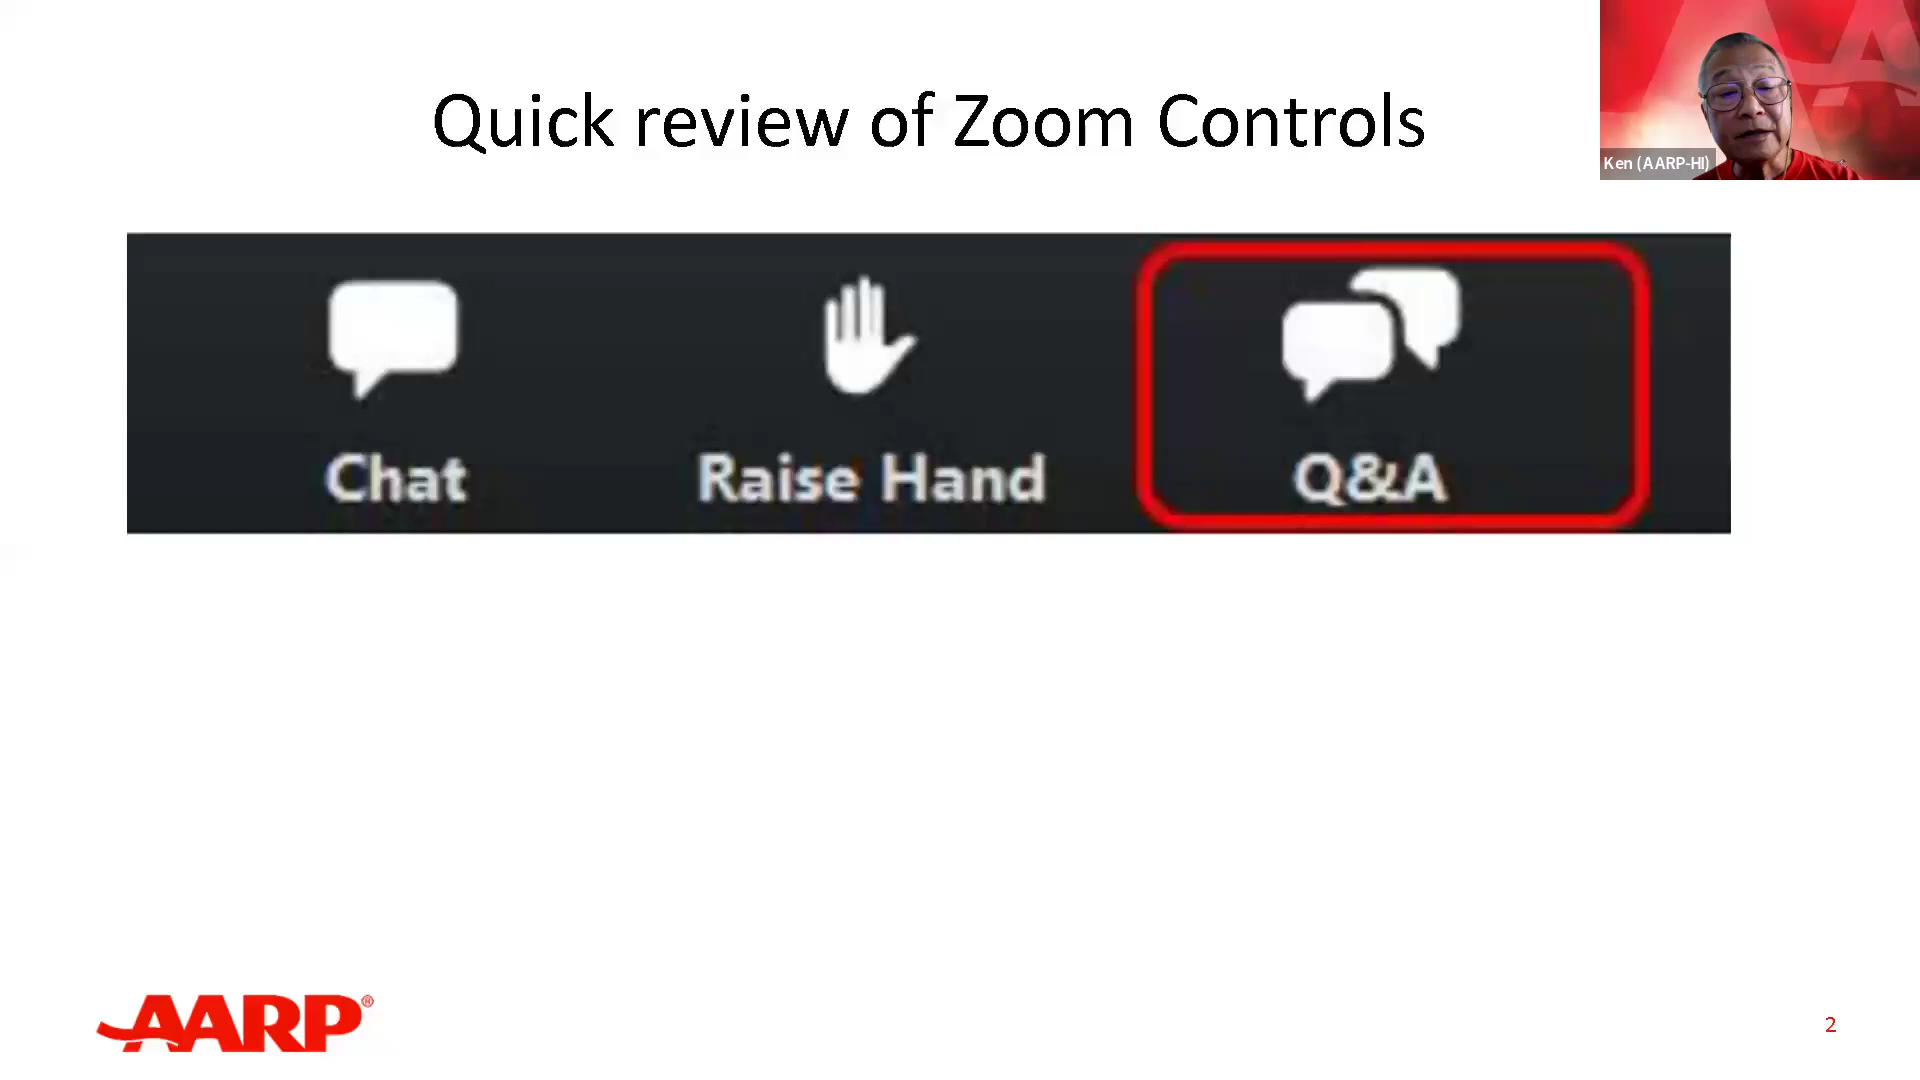 Quick review of Zoom Controls
Ken (AARP-HI)
Chat
Raise Hand
Q&A
AARP®
2